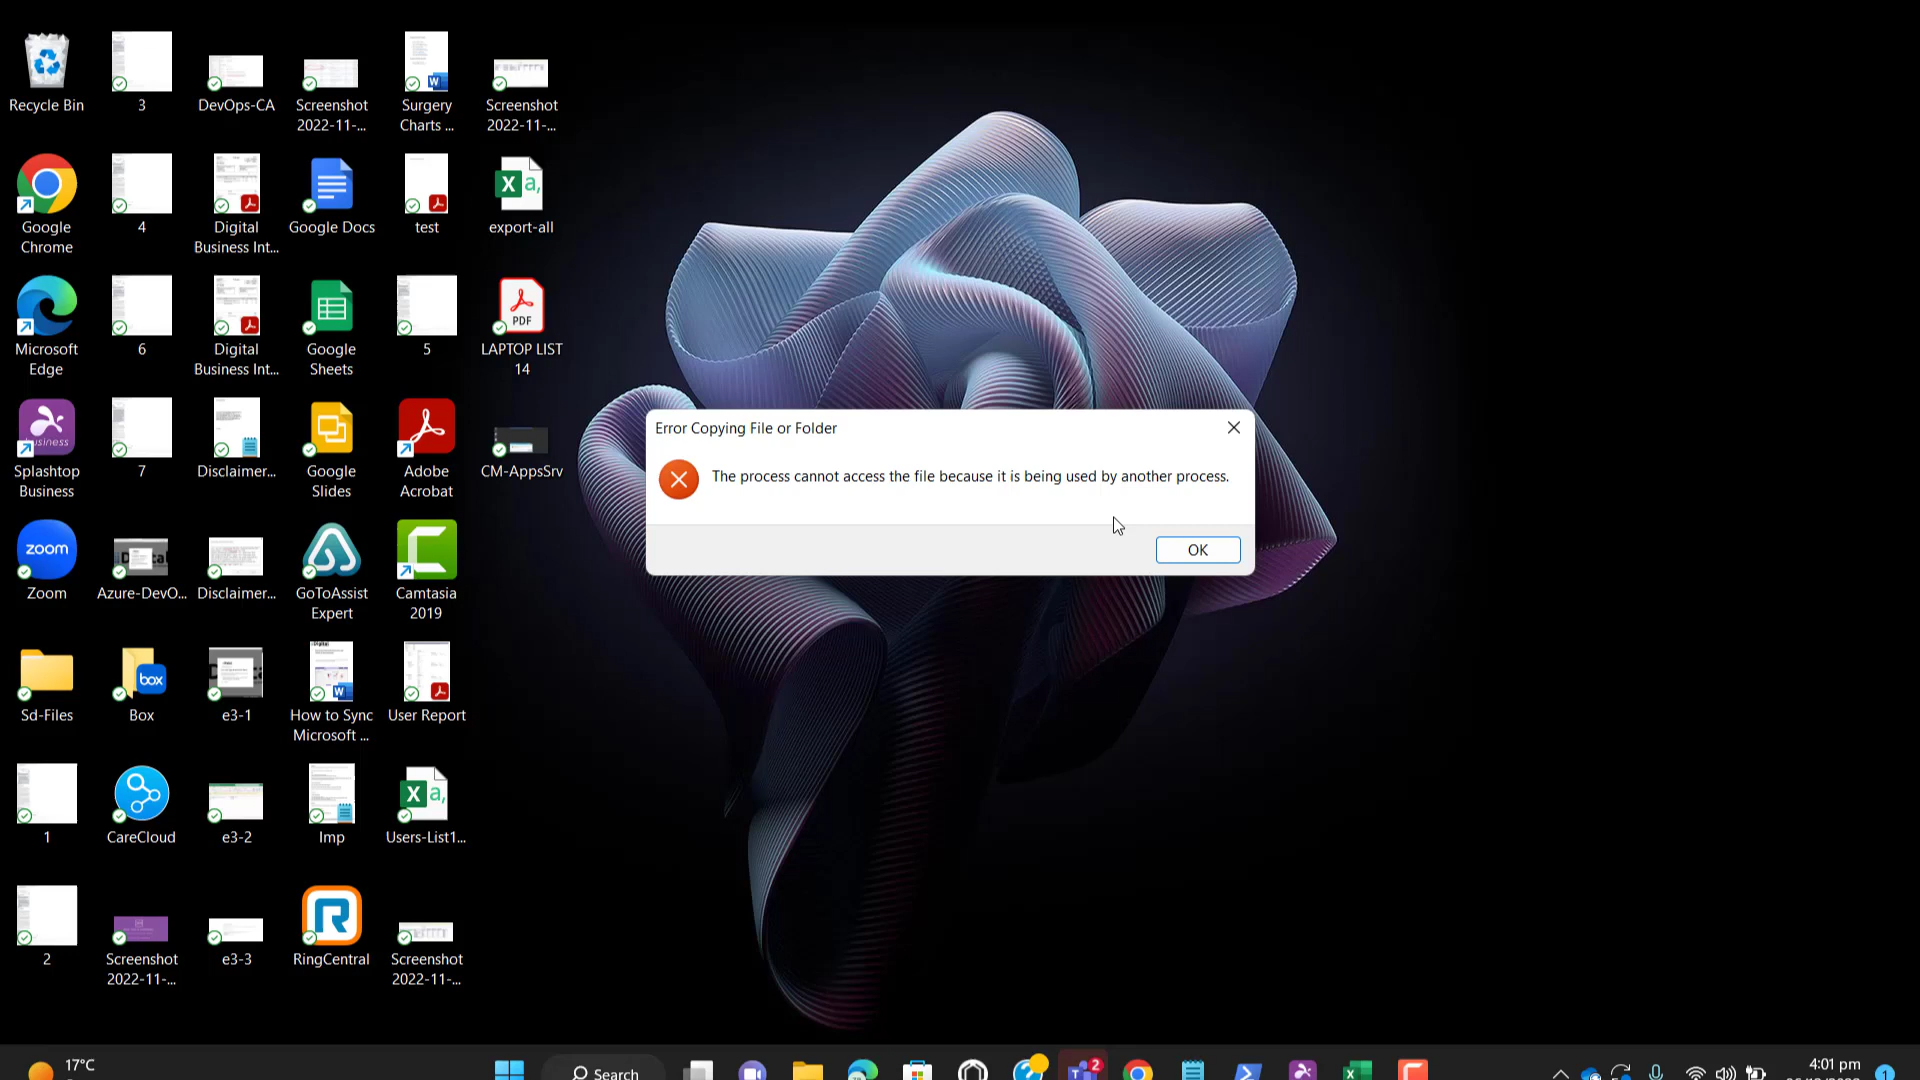 Recycle Bin
3
DevOps-CA
Screenshot
2022-11-...
Surgery
Charts ...
Screenshot
2022-11-...
Google
Chrome
4
Digital
Business Int...
Google Docs
test
export-all
Microsoft
Edge
6
Digital
Business Int...
Google
Sheets
5
PDF
LAPTOP LIST
14
Splashtop
Business
7
Disclaimer...
Google
Slides
Adobe
Acrobat
CM-AppsSrv
Error Copying File or Folder
The process cannot access the file because it is being used by another process.
OK
zoom
Zoom
Azure-DevO...
Disclaimer...
GoToAssist
Expert
Camtasia
2019
Sd-Files
box
Box
e3-1
How to Sync
Microsoft ...
User Report
1
CareCloud
e3-2
Imp
Users-List1...
2
Screenshot
2022-11-...
e3-3
RingCentral
Screenshot
2022-11-...
17°C
Search
2
4:01 pm
1